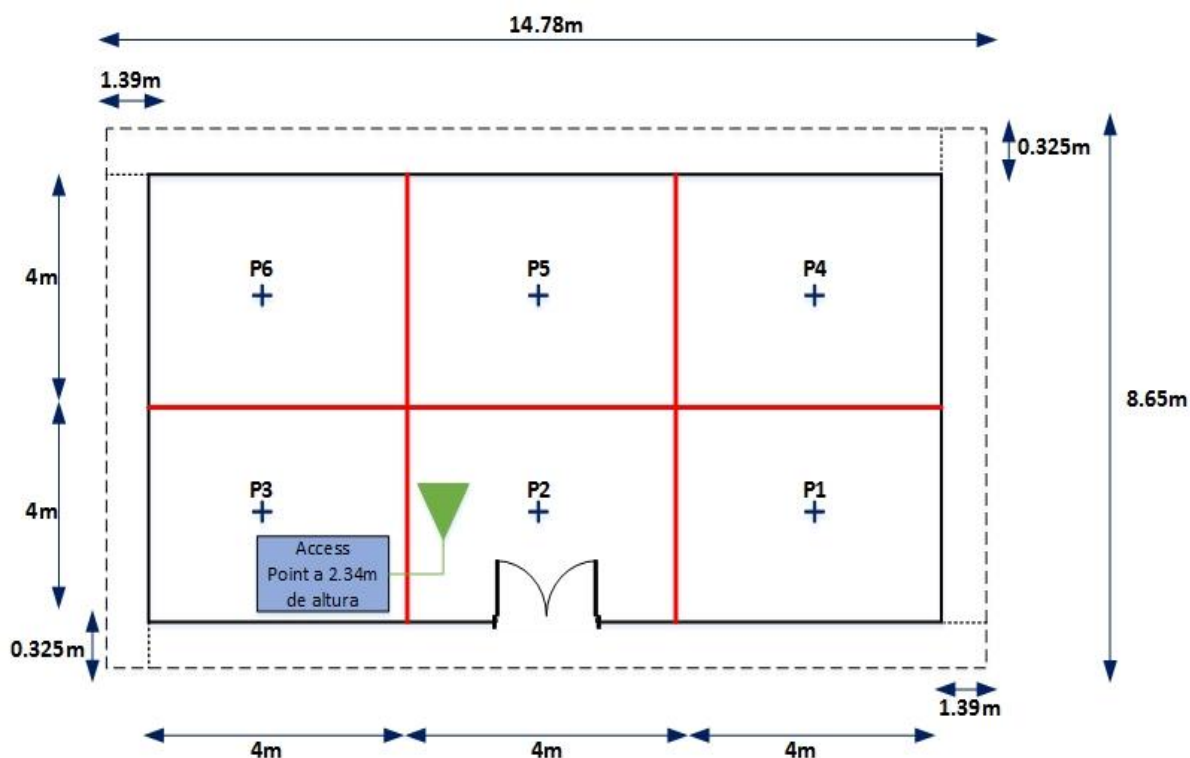 14.78m
1.39m
0.325m
P6
P5
P4
4m
8.65m
P3
P2
P1
4m
Access
Point a 2.34m
de altura
0.325m
1.39m
4m
4m
4m